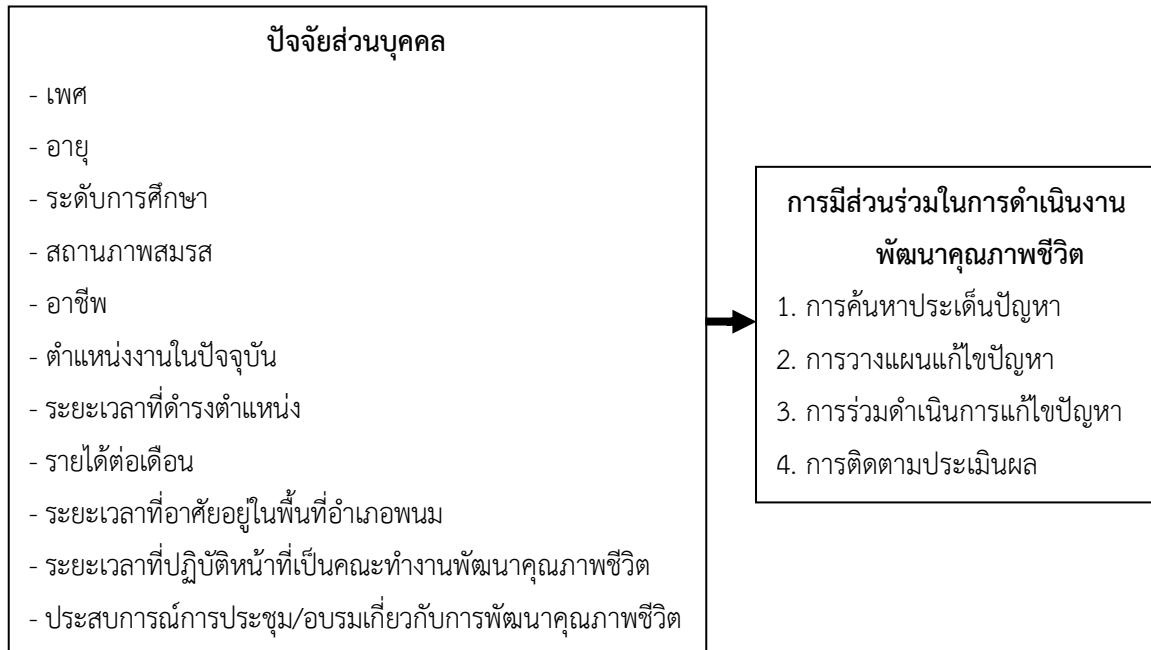 ปัจจัยส่วนบุคคล
- เพศ
- อายุ
- ระดับการศึกษา
- สถานภาพสมรส
- อาชีพ
- ตำแหน่งงานในปัจจุบัน
- ระยะเวลาที่ดำรงตำแหน่ง
- รายได้ต่อเดือน
- ระยะเวลาที่อาศัยอยู่ในพื้นที่อำเภอพนม
- ระยะเวลาที่ปฏิบัติหน้าที่เป็นคณะทำงานพัฒนาคุณภาพชีวิต
- ประสบการณ์การประชุม/อบรมเกี่ยวกับการพัฒนาคุณภาพชีวิต
การมีส่วนร่วมในการดำเนินงาน
พัฒนาคุณภาพชีวิต
1. การค้นหาประเด็นปัญหา
2. การวางแผนแก้ไขปัญหา
3. การร่วมดำเนินการแก้ไขปัญหา
4. การติดตามประเมินผล